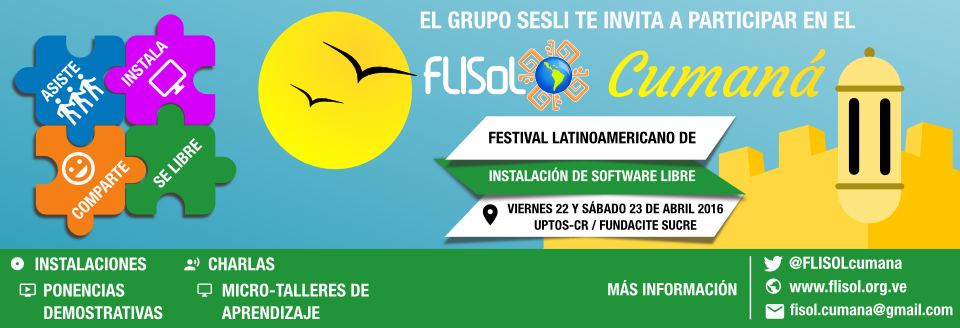 EL GRUPO SESLI TE INVITA A PARTICIPAR EN EL
FLISoL Cumaná
ASISTE
INSTALA
COMPARTE
SE LIBRE
FESTIVAL LATINOAMERICANO DE
INSTALACIÓN DE SOFTWARE LIBRE
VIERNES 22 Y SÁBADO 23 DE ABRIL 2016
UPTOS-CR / FUNDACITE SUCRE
INSTALACIONES
CHARLAS
PONENCIAS
DEMOSTRATIVAS
MICRO-TALLERES DE
APRENDIZAJE
MÁS INFORMACIÓN
@FLISOLcumana
www.flisol.org.ve
fisol.cumana@gmail.com